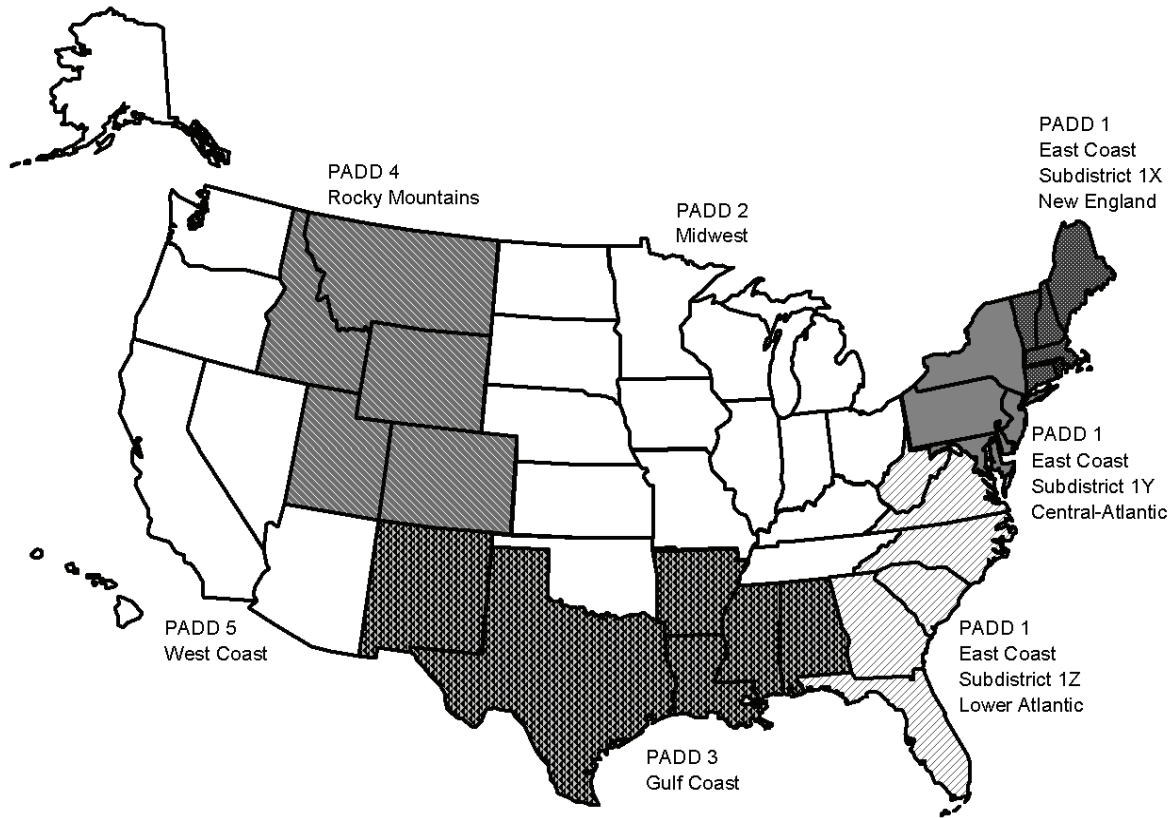 PADD 1
East Coast
Subdistrict 1X
New England
PADD 4
Rocky Mountains
PADD 2
Midwest
PADD 1
East Coast
Subdistrict 1Y
Central-Atlantic
PADD 5
West Coast
PADD 1
East Coast
Subdistrict 1Z
Lower Atlantic
PADD 3
Gulf Coast